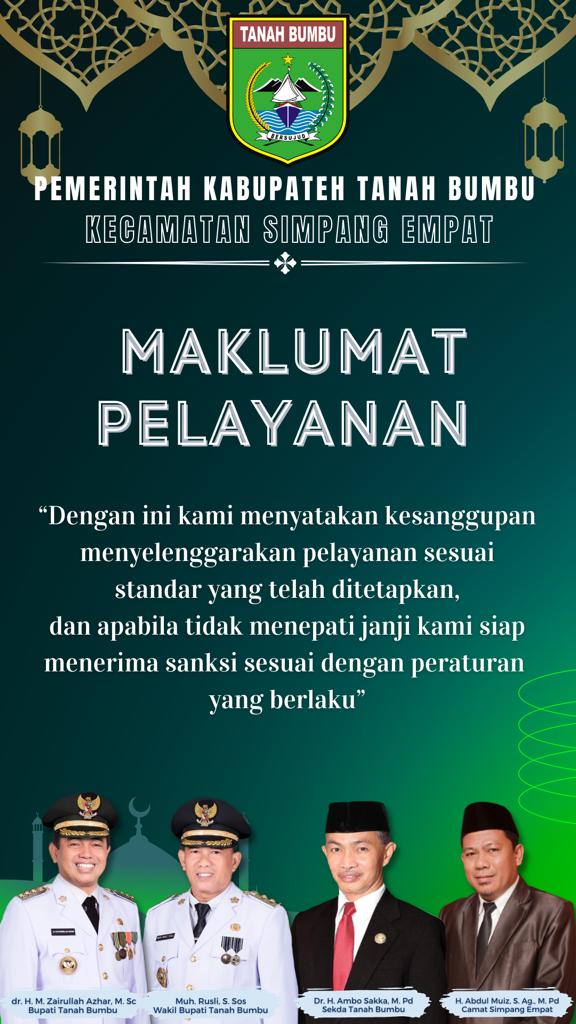 TANAH BUMBU
BERSUJUD
PEMERINTAH KABUPATEH TANAH BUMBU
KECAMATAN SIMPANG EMPAT
MAKLUMAT
PELAYANAN
“Dengan ini kami menyatakan kesanggupan
menyelenggarakan pelayanan sesuai
standar yang telah ditetapkan,
dan apabila tidak menepati janji kami siap
menerima sanksi sesuai dengan peraturan
yang berlaku”
dr. H. M. Zairullah Azhar, M. Sc
Bupati Tanah Bumbu
Muh. Rusli, S. Sos
Wakil Bupati Tanah Bumbu
Dr. H. Ambo Sakka, M. Pd
Sekda Tanah Bumbu
H. Abdul Muiz, S. Ag., M. Pd
Camat Simpang Empat